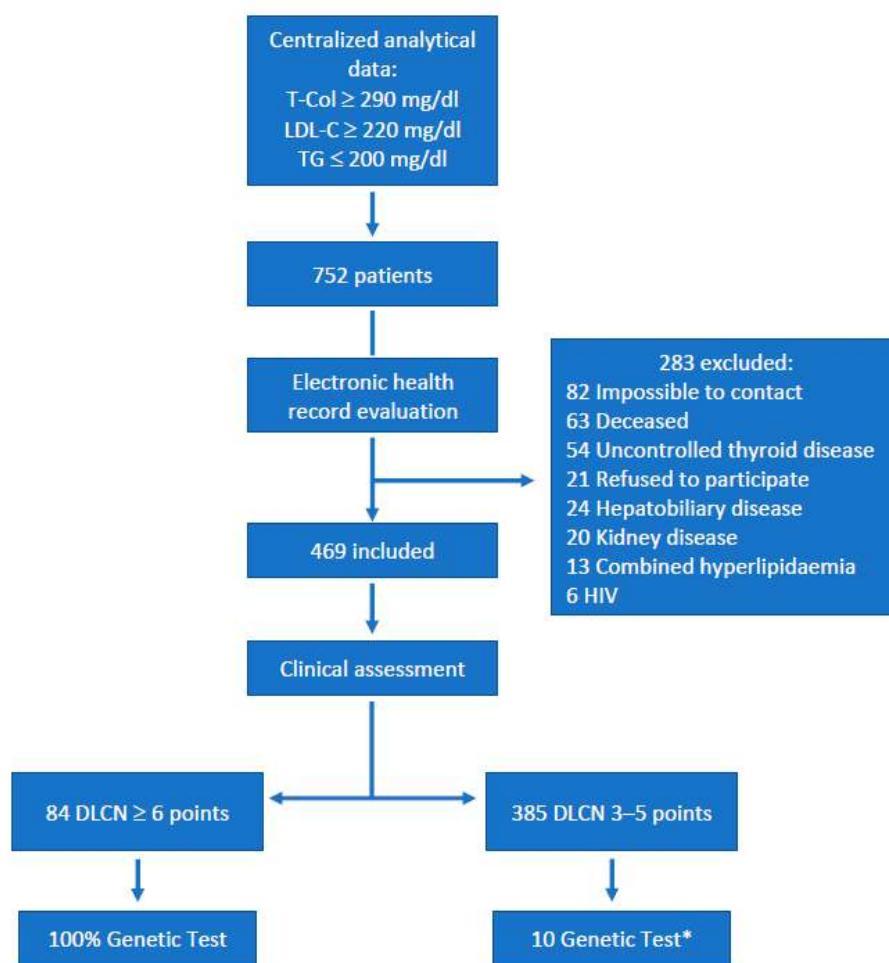 Centralized analytical
data:
T-Col ≥ 290 mg/dl
LDL-C ≥ 220 mg/dl
TG ≤ 200 mg/dl
752 patients
Electronic health
record evaluation
283 excluded:
82 Impossible to contact
63 Deceased
54 Uncontrolled thyroid disease
21 Refused to participate
24 Hepatobiliary disease
20 Kidney disease
13 Combined hyperlipidaemia
6 HIV
469 included
Clinical assessment
84 DLCN ≥ 6 points
385 DLCN 3–5 points
100% Genetic Test
10 Genetic Test*